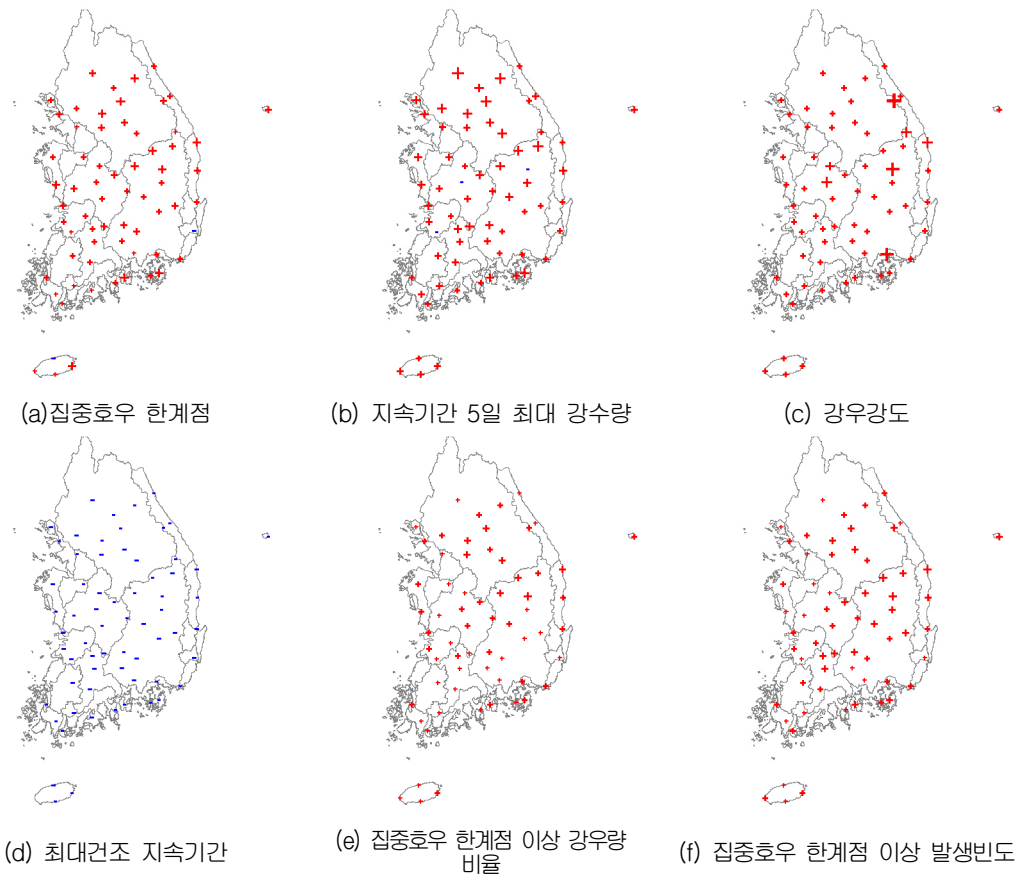 (a)집중호우 한계점
(b) 지속기간 5일 최대 강수량
(c) 강우강도
(d) 최대건조 지속기간
(e) 집중호우 한계점 이상 강우량
비율
(f) 집중호우 한계점 이상 발생빈도